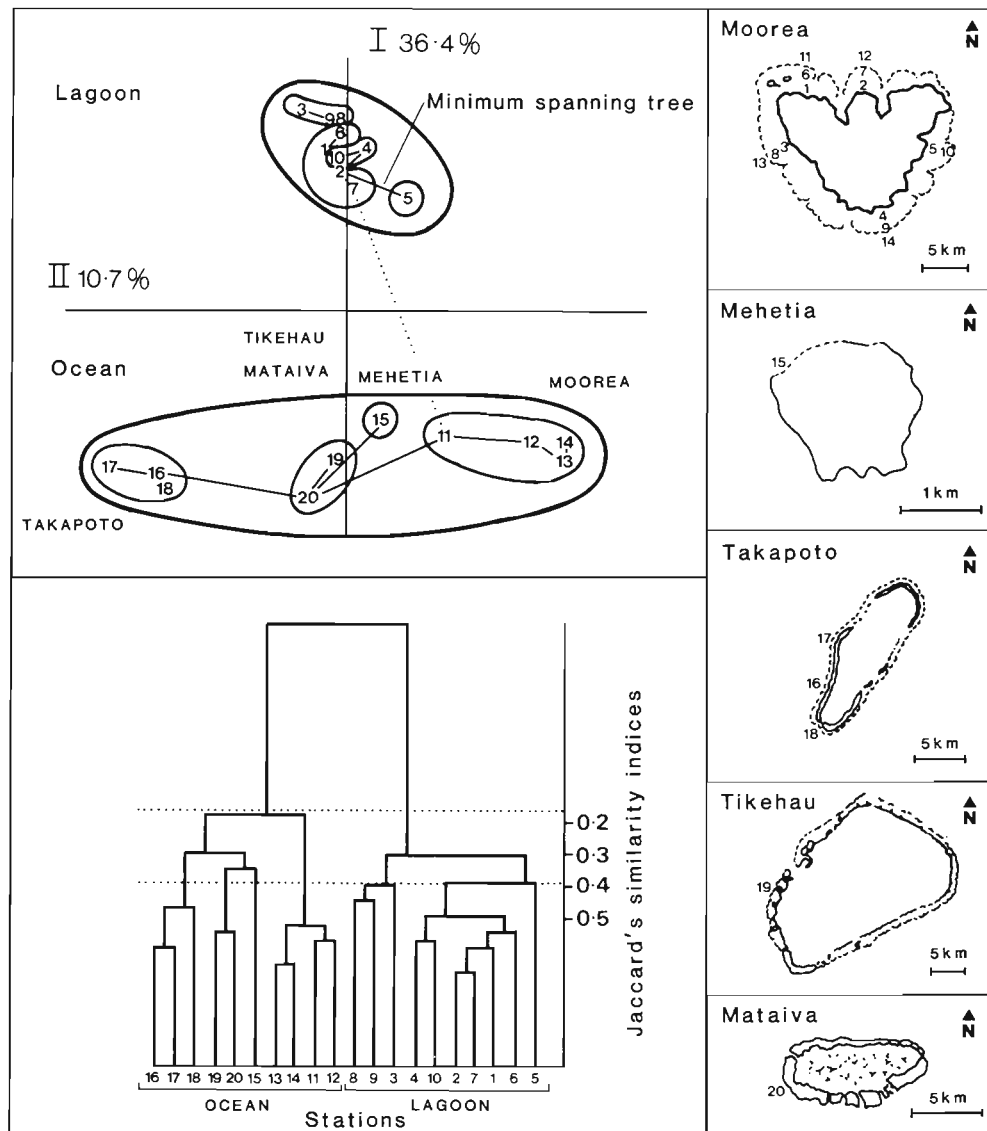 I 36·4%
Lagoon
Minimum spanning tree
3
9
8
6
1
10
4
2
7
5
II 10·7%
TIKEHAU
Ocean
MATAIVA
MEHETIA
MOOREA
15
11
12
14
13
19
17
16
18
20
TAKAPOTO
0·2
0·3
0·4
0·5
Jaccard's similarity indices
16 17 18 19 20 15 13 14 11 12 8 9 3 4 10 2 7 1 6 5
OCEAN LAGOON
Stations
Moorea
N
11 12
6 7
1 2
3 5
8 10
13
4
9
14
5 km
Mehetia
N
15
1 km
Takapoto
N
17
16
18
5 km
Tikehau
N
19
5 km
Mataiva
N
20
5 km